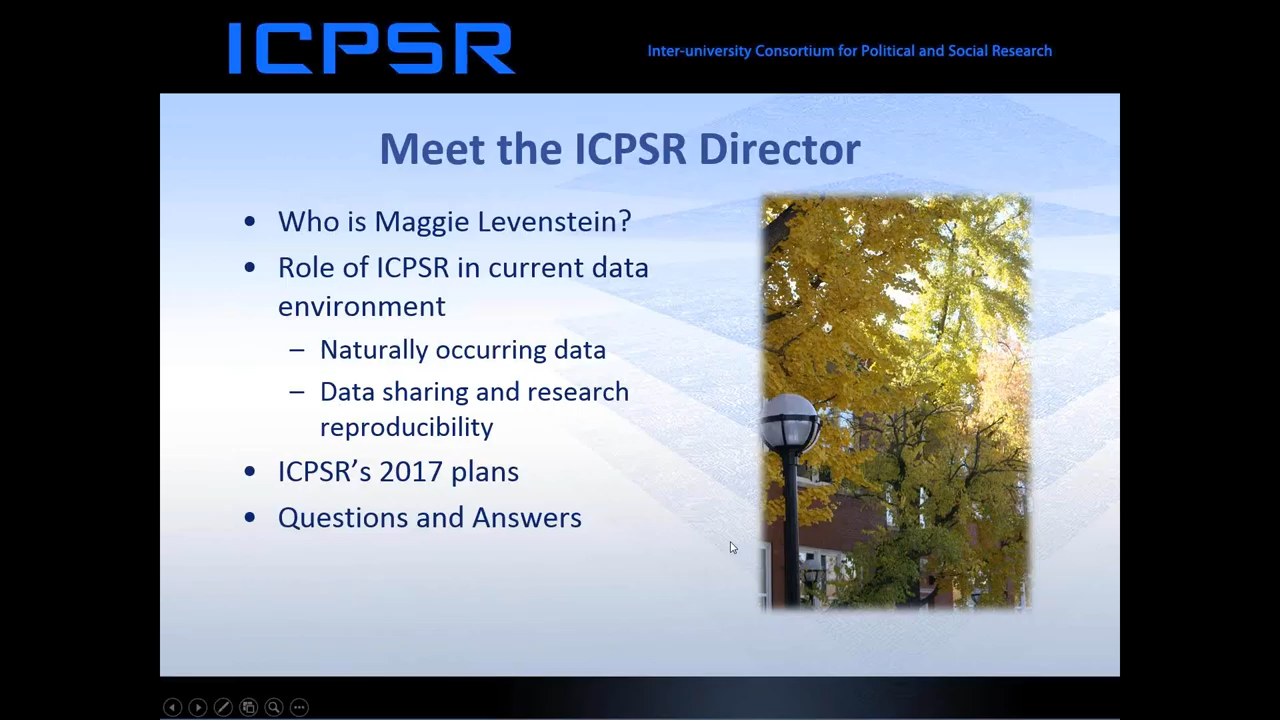 ICPSR
Inter-university Consortium for Political and Social Research
Meet the ICPSR Director
• Who is Maggie Levenstein?
• Role of ICPSR in current data
environment
– Naturally occurring data
– Data sharing and research
reproducibility
• ICPSR’s 2017 plans
• Questions and Answers